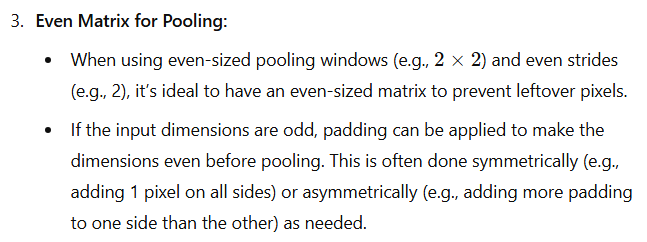 3. Even Matrix for Pooling:
• When using even-sized pooling windows (e.g., 2 × 2) and even strides
(e.g., 2), it's ideal to have an even-sized matrix to prevent leftover pixels.
• If the input dimensions are odd, padding can be applied to make the
dimensions even before pooling. This is often done symmetrically (e.g.,
adding 1 pixel on all sides) or asymmetrically (e.g., adding more padding
to one side than the other) as needed.